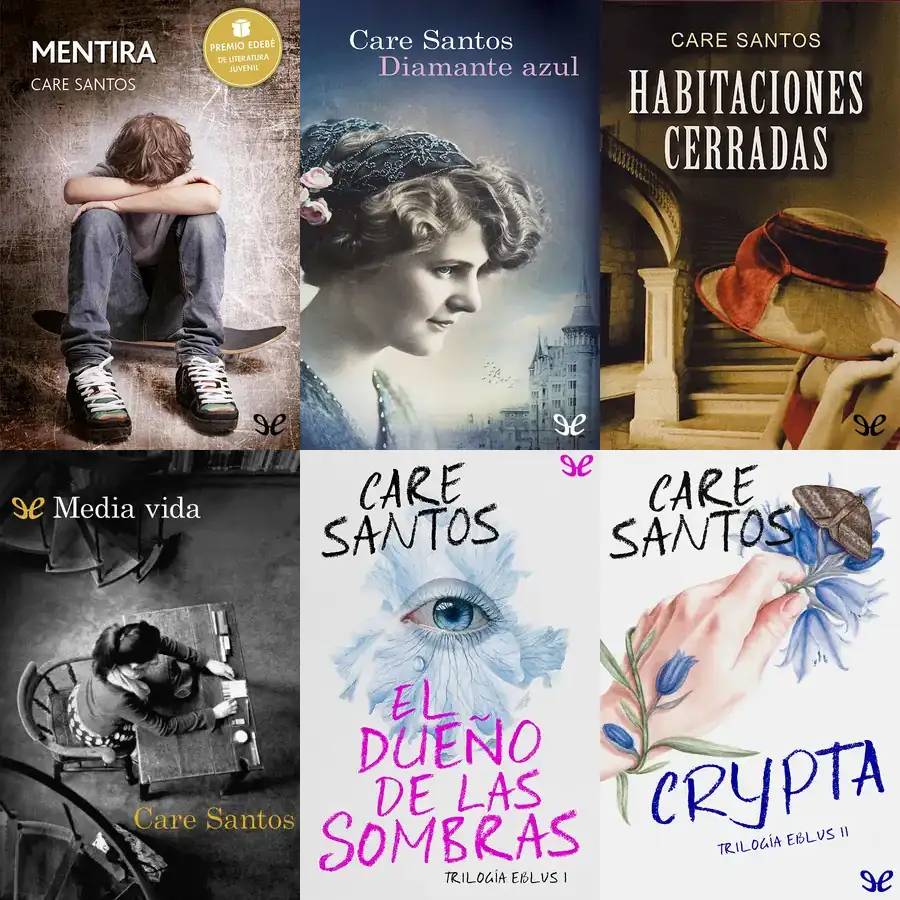 MENTIRA
CARE SANTOS
PREMIO EDEBÉ
DE LITERATURA
JUVENIL
Care Santos
Diamante azul
CARE SANTOS
HABITACIONES
CERRADAS
Media vida
Care Santos
CARE
SANTOS
EL
DUEÑO
DE LAS
SOMBRAS
TRILOGÍA EBLUS I
CARE
SANTOS
CRYPTA
TRILOGÍA EBLUS II